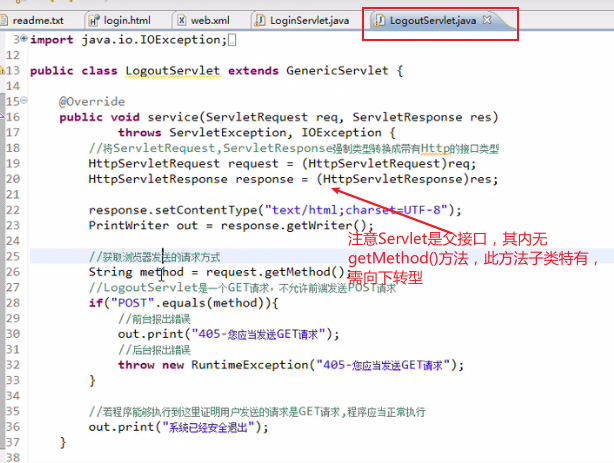 readme.txt login.html web.xml LoginServlet.java LogoutServlet.java
3 import java.io.IOException;
12
13 public class LogoutServlet extends GenericServlet {
14
15 @Override
16 public void service(ServletRequest req, ServletResponse res)
17 throws ServletException, IOException {
18 //将ServletRequest,ServletResponse强制类型转换成带有Http的接口类型
19 HttpServletRequest request = (HttpServletRequest)req;
20 HttpServletResponse response = (HttpServletResponse)res;
21
22 response.setContentType("text/html;charset=UTF-8");
23 PrintWriter out = response.getWriter();
24
注意Servlet是父接口，其内无
getMethod()方法，此方法子类特有，
需向下转型
25 //获取浏览器发送的请求方式
26 String method = request.getMethod();
27 //LogoutServlet是一个GET请求，不允许前端发送POST请求
28 if("POST".equals(method)){
29 //前台报出错误
30 out.print("405-您应当发送GET请求");
31 //后台报出错误
32 throw new RuntimeException("405-您应当发送GET请求");
33 }
34
35 //若程序能够执行到这里证明用户发送的请求是GET请求,程序应当正常执行
36 out.print("系统已经安全退出");
37 }
38